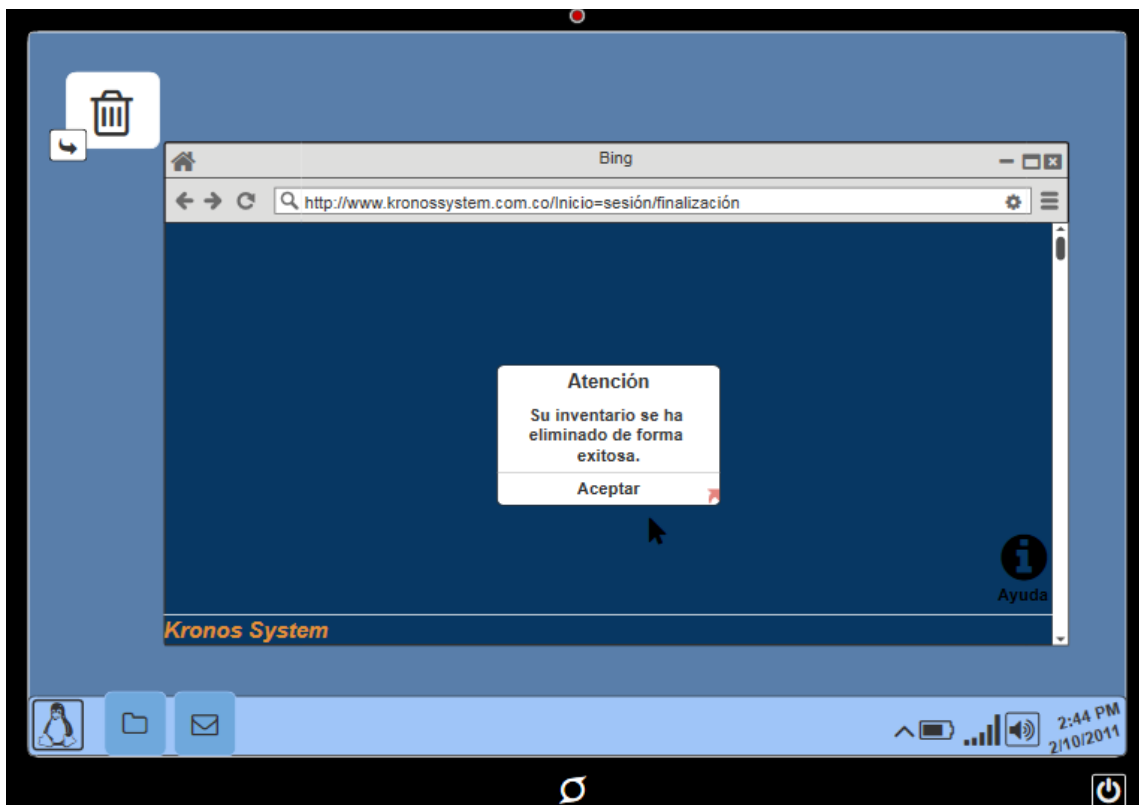 Bing
http://www.kronossystem.com.co/Inicio=sesión/finalización
Atención
Su inventario se ha
eliminado de forma
exitosa.
Aceptar
Ayuda
Kronos System
2:44 PM
2/10/2011